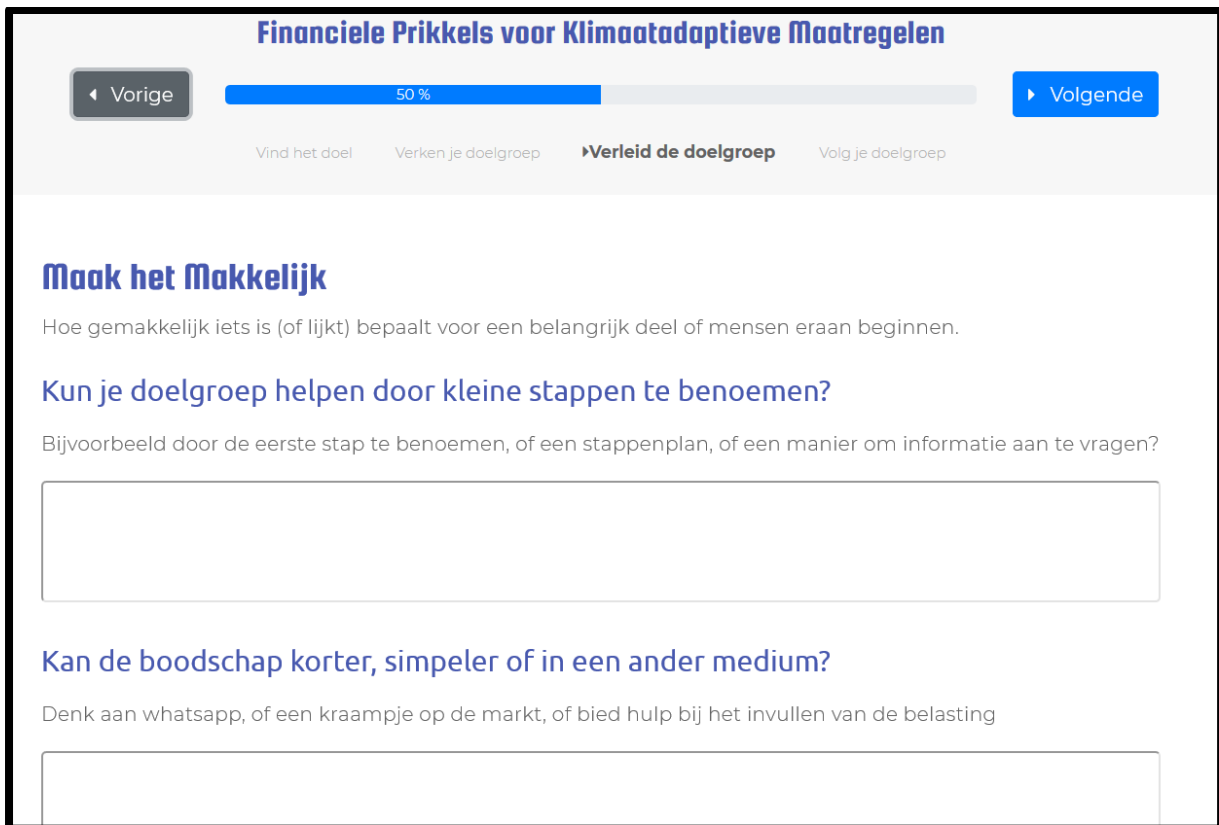 Financiele Prikkels voor Klimaatadaptieve Maatregelen
Vorige
50 %
Volgende
Vind het doel
Verken je doelgroep
Verleid de doelgroep
Volg je doelgroep
Maak het Makkelijk
Hoe gemakkelijk iets is (of lijkt) bepaalt voor een belangrijk deel of mensen eraan beginnen.
Kun je doelgroep helpen door kleine stappen te benoemen?
Bijvoorbeeld door de eerste stap te benoemen, of een stappenplan, of een manier om informatie aan te vragen?
Kan de boodschap korter, simpeler of in een ander medium?
Denk aan whatsapp, of een kraampje op de markt, of bied hulp bij het invullen van de belasting